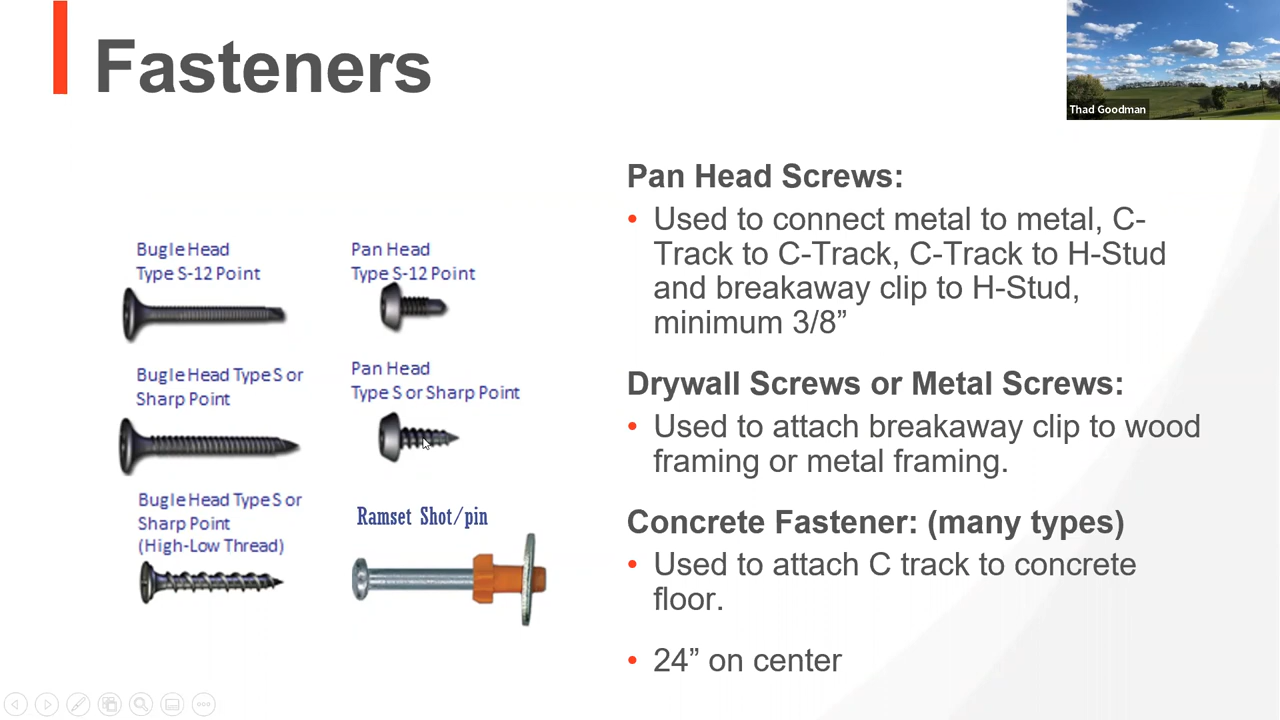 Fasteners
Thad Goodman
Bugle Head
Type S-12 Point
Pan Head
Type S-12 Point
Bugle Head Type S or
Sharp Point
Pan Head
Type S or Sharp Point
Bugle Head Type S or
Sharp Point
(High-Low Thread)
Ramset Shot/pin
Pan Head Screws:
• Used to connect metal to metal, C-
Track to C-Track, C-Track to H-Stud
and breakaway clip to H-Stud,
minimum 3/8”
Drywall Screws or Metal Screws:
• Used to attach breakaway clip to wood
framing or metal framing.
Concrete Fastener: (many types)
• Used to attach C track to concrete
floor.
• 24” on center